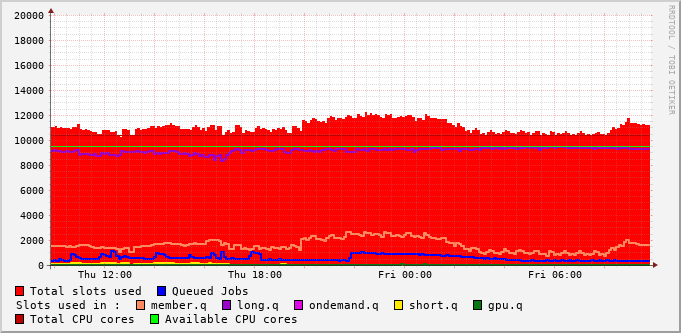 20000
18000
16000
14000
12000
10000
8000
6000
4000
2000
0
Thu 12:00 Thu 18:00 Fri 00:00 Fri 06:00
RRDTOOL / TOBI OETIKER
Total slots used Queued Jobs
Slots used in : member.q long.q ondemand.q short.q gpu.q
Total CPU cores Available CPU cores